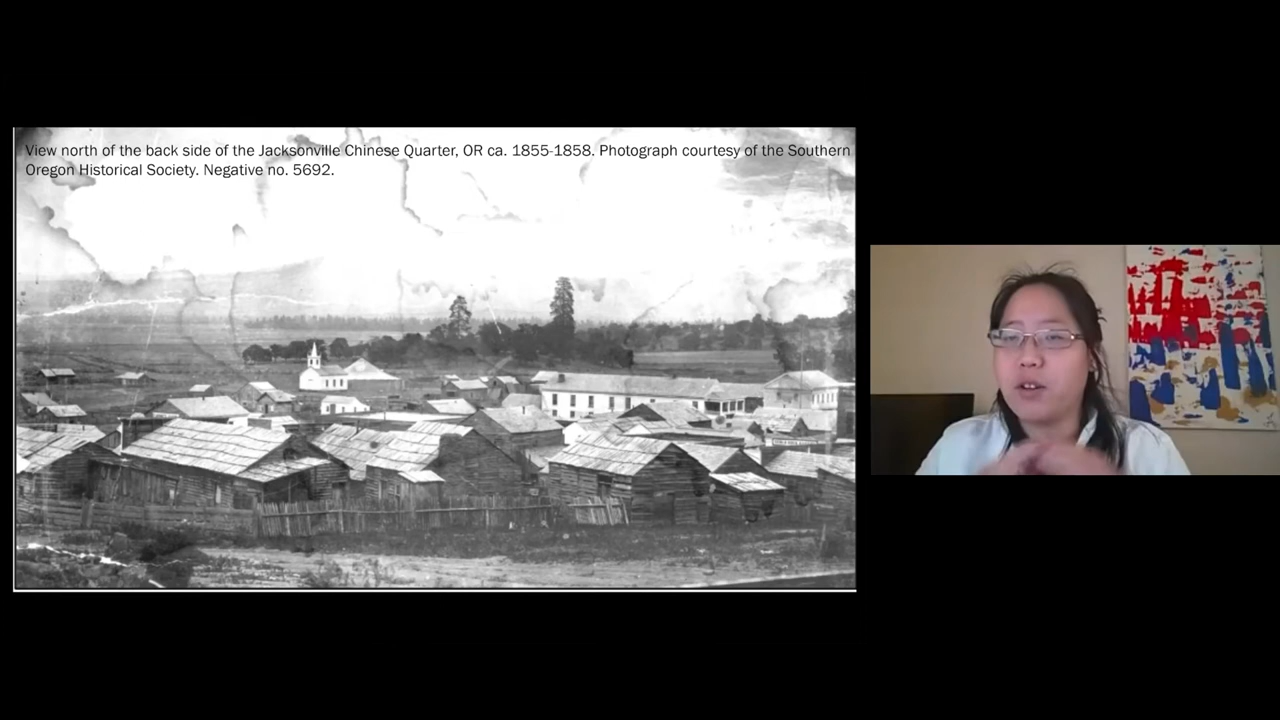 View north of the back side of the Jacksonville Chinese Quarter, OR ca. 1855-1858. Photograph courtesy of the Southern
Oregon Historical Society. Negative no. 5692.